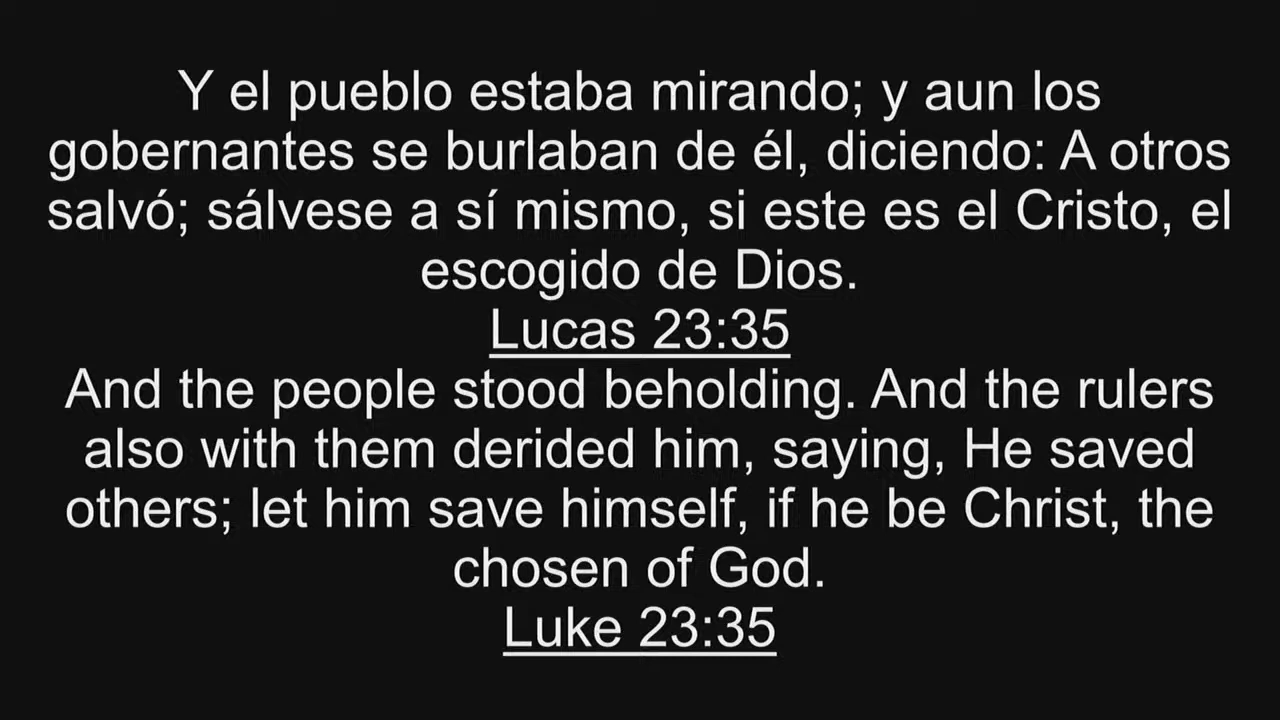 Y el pueblo estaba mirando; y aun los
gobernantes se burlaban de él, diciendo: A otros
salvó; sálvese a sí mismo, si este es el Cristo, el
escogido de Dios.
Lucas 23:35
And the people stood beholding. And the rulers
also with them derided him, saying, He saved
others; let him save himself, if he be Christ, the
chosen of God.
Luke 23:35